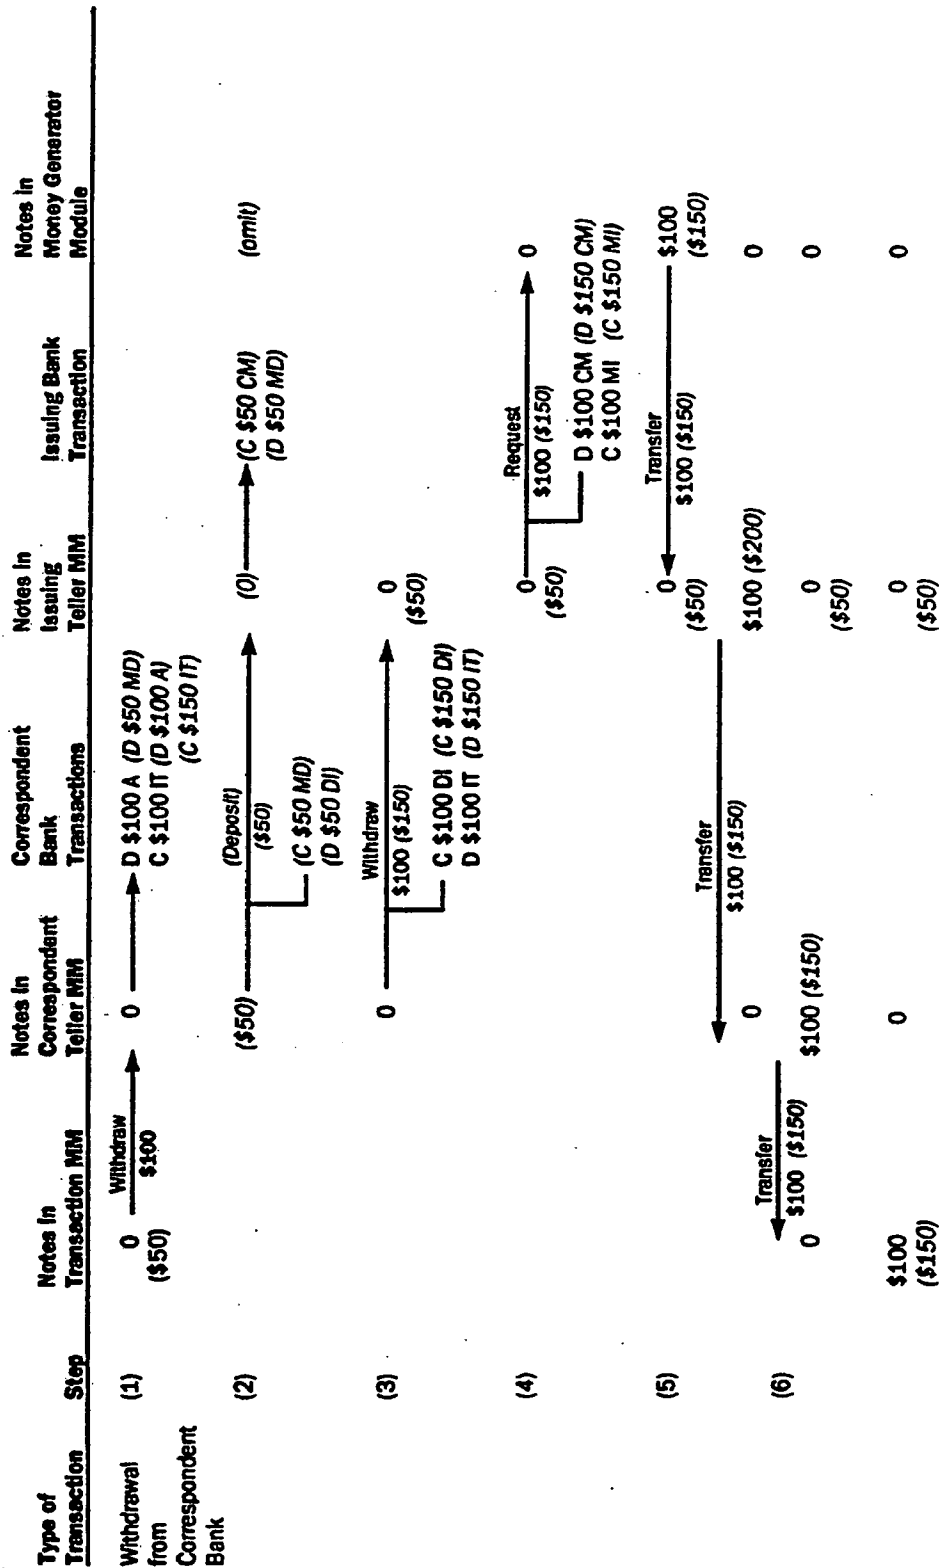 Type of Transaction
Step
Notes in Transaction MM
Notes in Correspondent Teller MM
Correspondent Bank Transactions
Notes in Issuing Teller MM
Issuing Bank Transaction
Notes in Money Generator Module
Withdrawal from Correspondent Bank
(1)
0
($50)
Withdraw
$100
0
D $100 A (D $50 MD)
C $100 IT (D $100 A)
(C $150 IT)
(2)
($50)
(Deposit)
($50)
(C $50 MD)
(D $50 DI)
(0)
(C $50 CM)
(D $50 MD)
(omit)
(3)
0
Withdraw
$100 ($150)
C $100 DI (C $150 DI)
D $100 IT (D $150 IT)
0
($50)
(4)
0
($50)
Request
$100 ($150)
D $100 CM (D $150 CM)
C $100 MI (C $150 MI)
0
(5)
0
($50)
Transfer
$100 ($150)
$100
($150)
Transfer
$100 ($150)
0
$100 ($200)
0
(6)
Transfer
$100 ($150)
0
$100 ($150)
0
($50)
0
$100
($150)
0
0
($50)
0